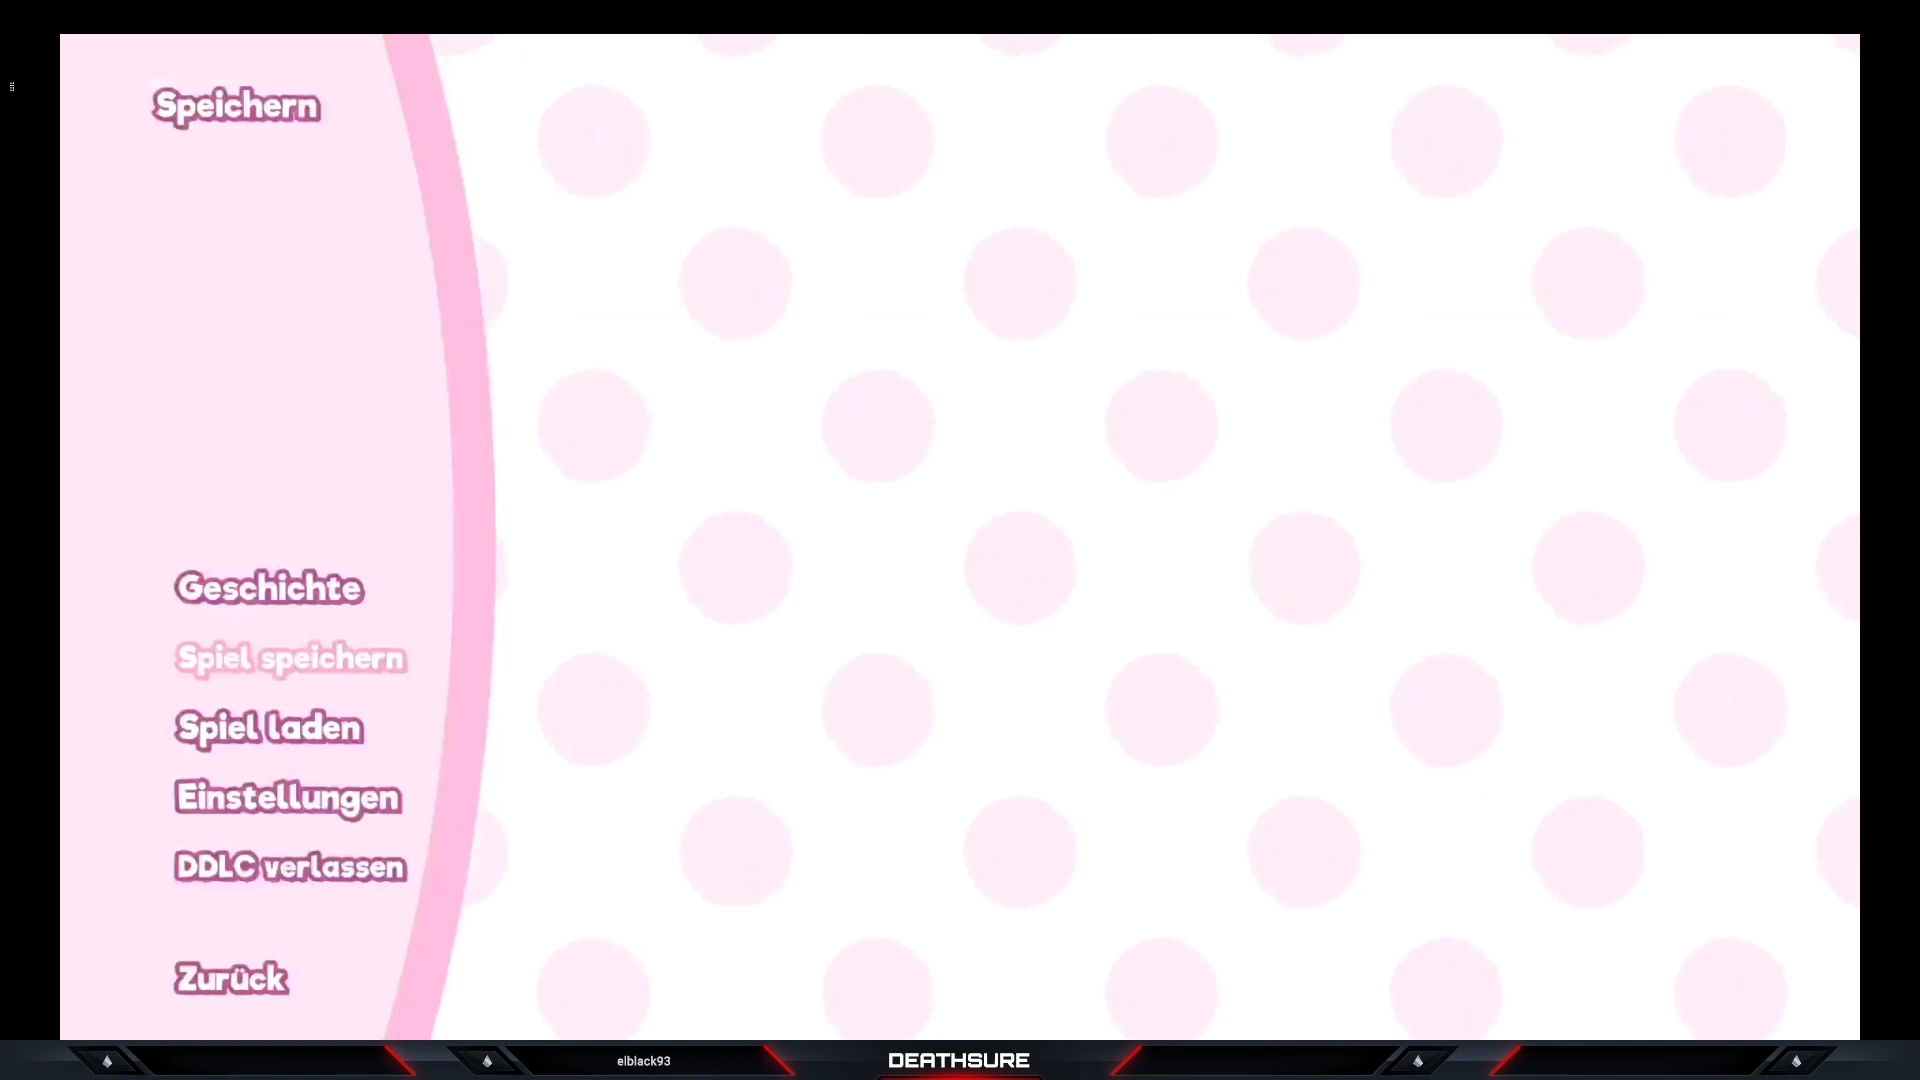 Speichern
Geschichte
Spiel speichern
Spiel laden
Einstellungen
DDLC verlassen
Zurück
elblack93
DEATHSURE